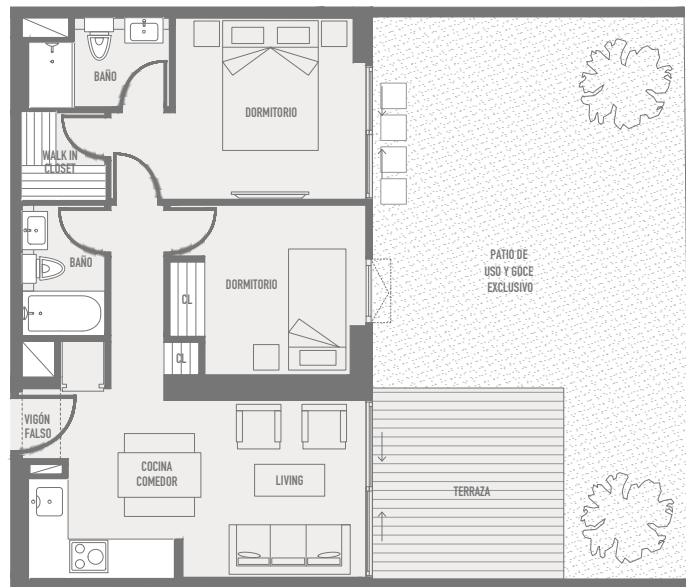 BAÑO
DORMITORIO
WALK IN
CLOSET
BAÑO
DORMITORIO
PATIO DE
USO Y GOCE
EXCLUSIVO
CL
CL
VIGÓN
FALSO
COCINA
COMEDOR
LIVING
TERRAZA